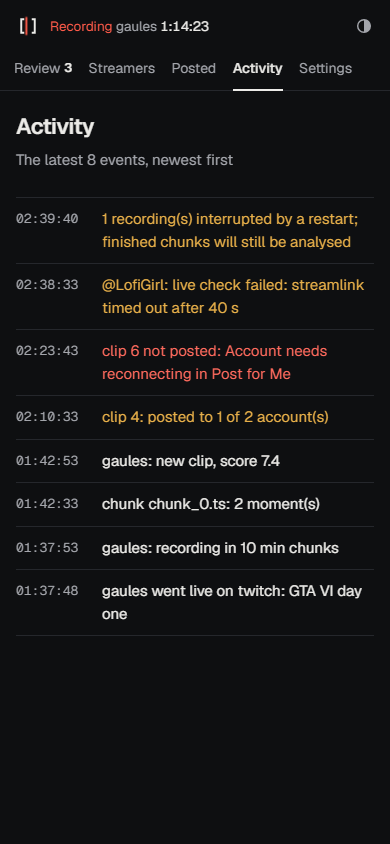 Recording gaules 1:14:23
Review 3 Streamers Posted Activity Settings
Activity
The latest 8 events, newest first
02:39:40 1 recording(s) interrupted by a restart;
finished chunks will still be analysed
02:38:33 @LofiGirl: live check failed: streamlink
timed out after 40 s
02:23:43 clip 6 not posted: Account needs
reconnecting in Post for Me
02:10:33 clip 4: posted to 1 of 2 account(s)
01:42:53 gaules: new clip, score 7.4
01:42:33 chunk chunk_0.ts: 2 moment(s)
01:37:53 gaules: recording in 10 min chunks
01:37:48 gaules went live on twitch: GTA VI day
one